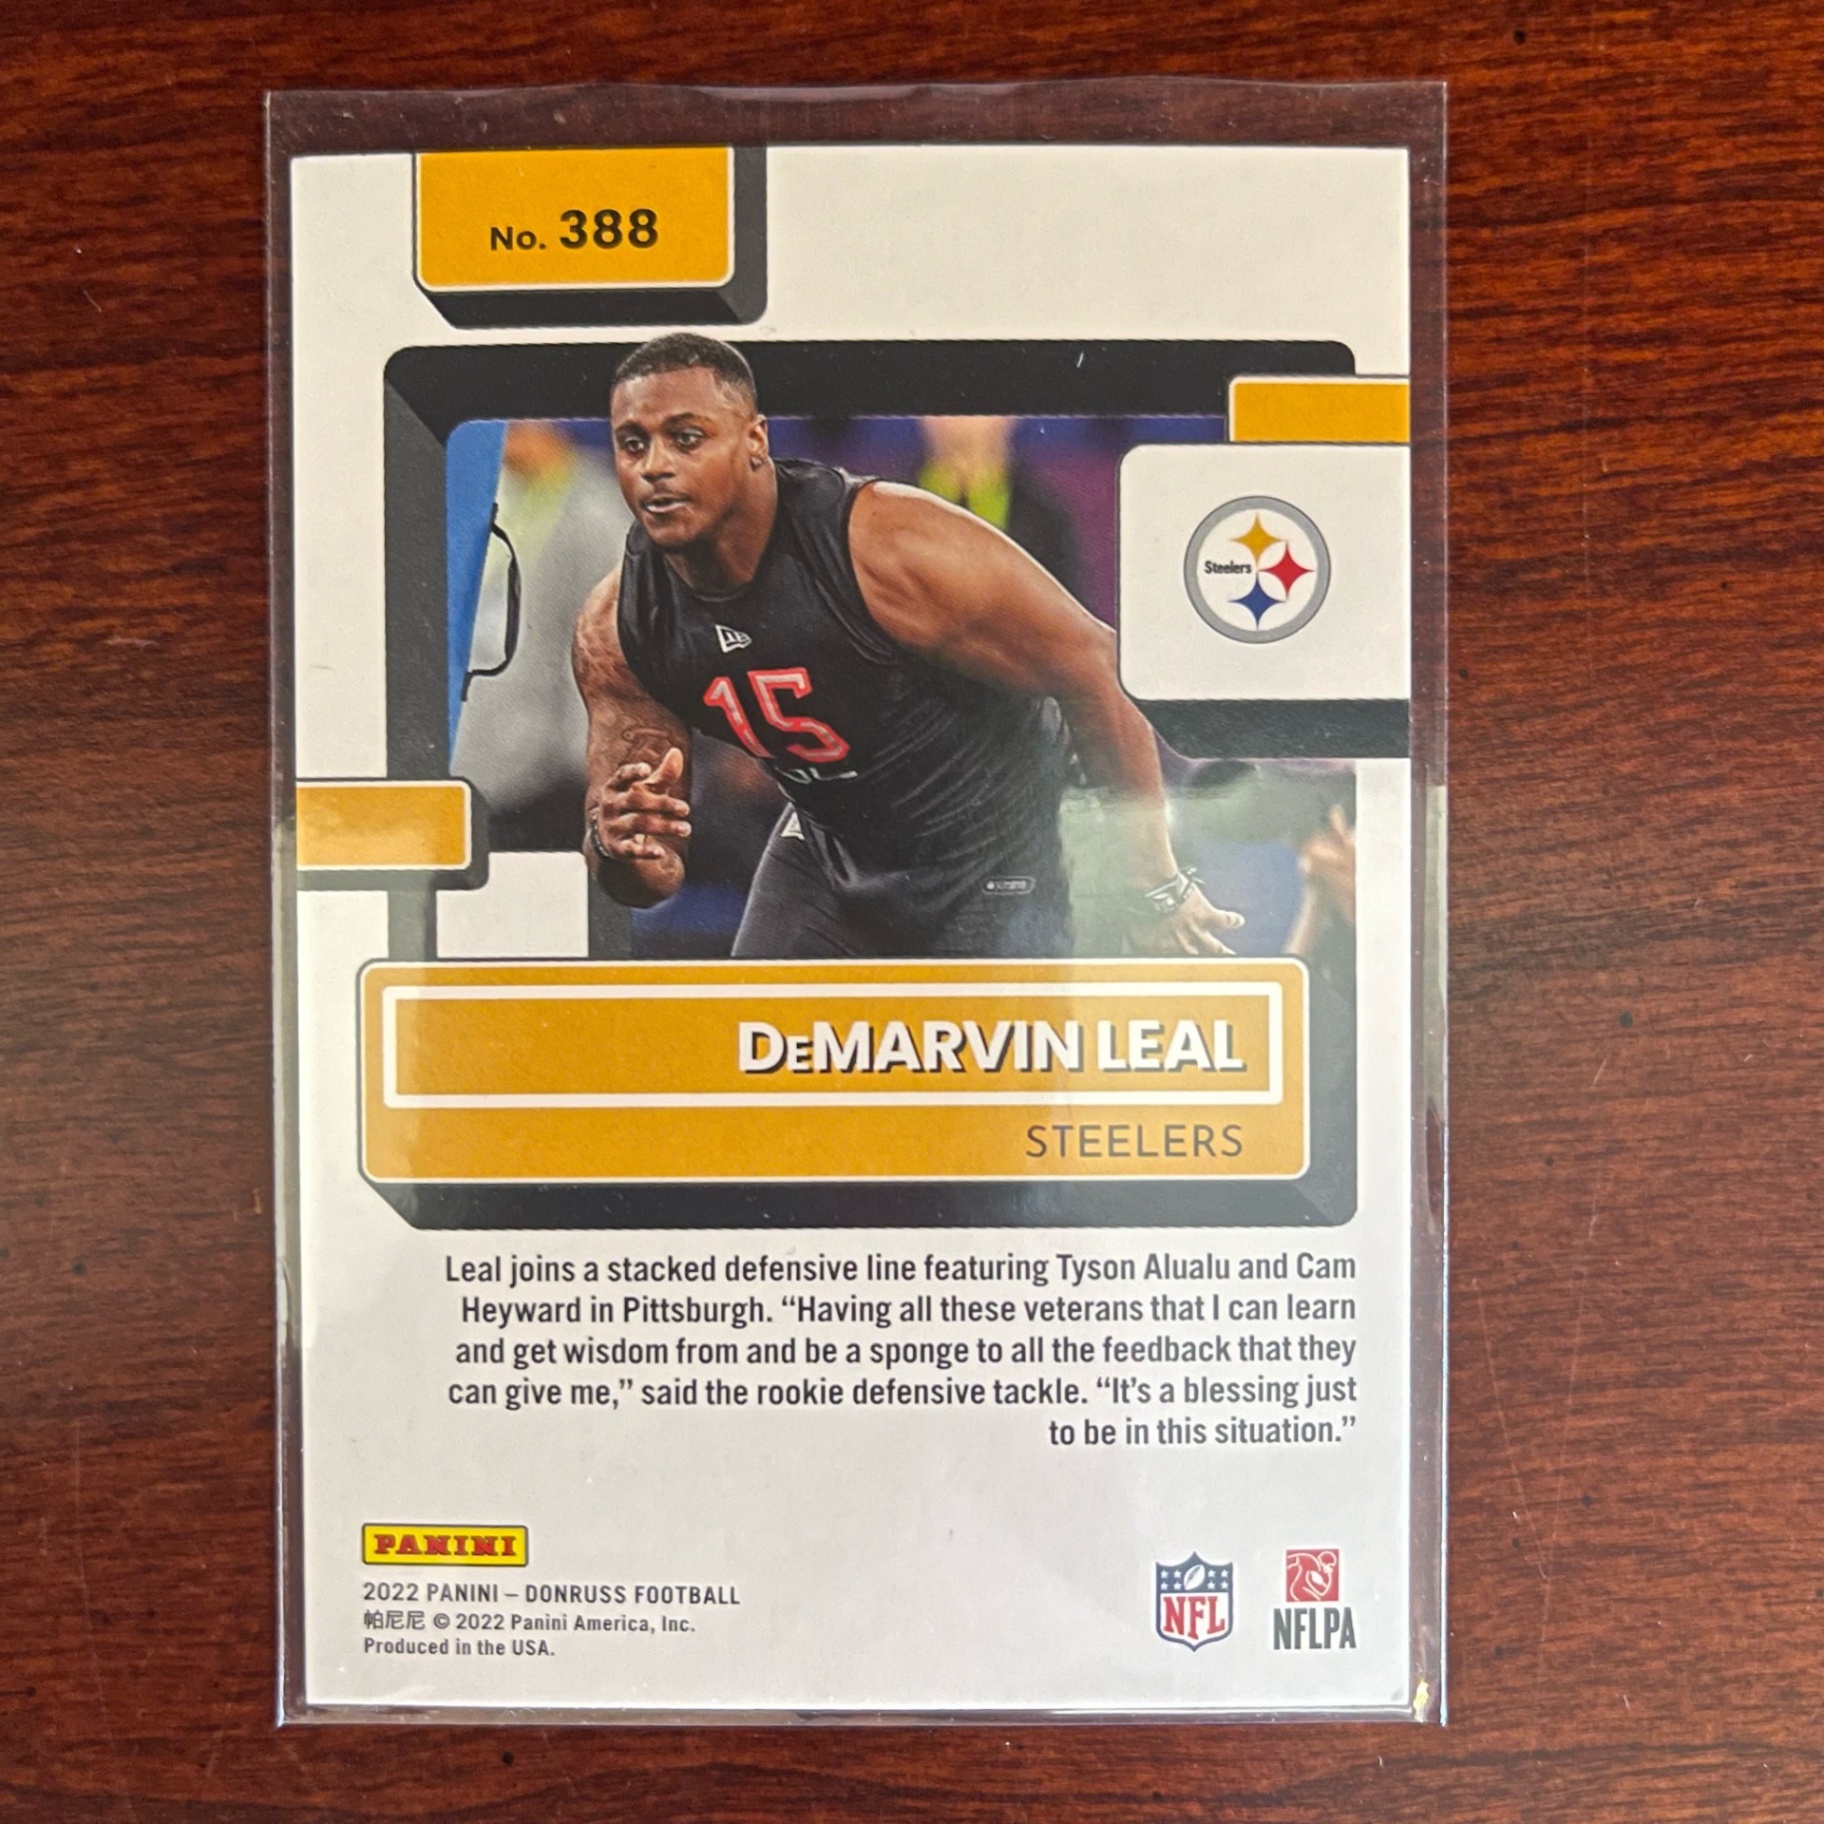 No. 388
Steelers
15
DeMARVIN LEAL
STEELERS
Leal joins a stacked defensive line featuring Tyson Alualu and Cam
Heyward in Pittsburgh. “Having all these veterans that I can learn
and get wisdom from and be a sponge to all the feedback that they
can give me,” said the rookie defensive tackle. “It’s a blessing just
to be in this situation.”
PANINI
2022 PANINI – DONRUSS FOOTBALL
帕尼尼 © 2022 Panini America, Inc.
Produced in the USA.
NFL
NFLPA